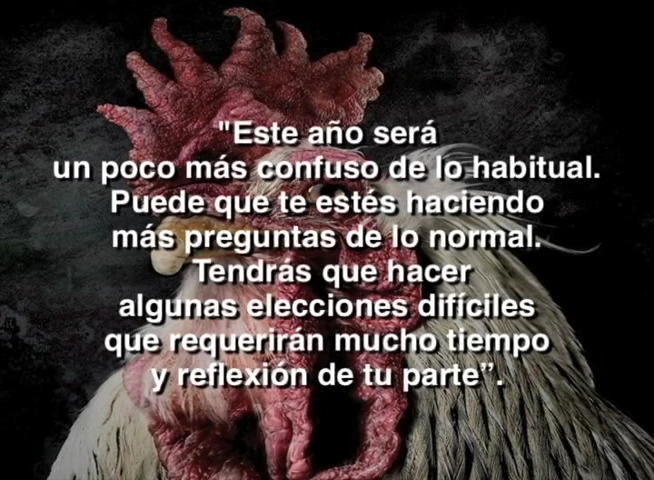 "Este año será
un poco más confuso de lo habitual.
Puede que te estés haciendo
más preguntas de lo normal.
Tendras que hacer
algunas elecciones difíciles
que requerirán mucho tiempo
y reflexión de tu parte”.